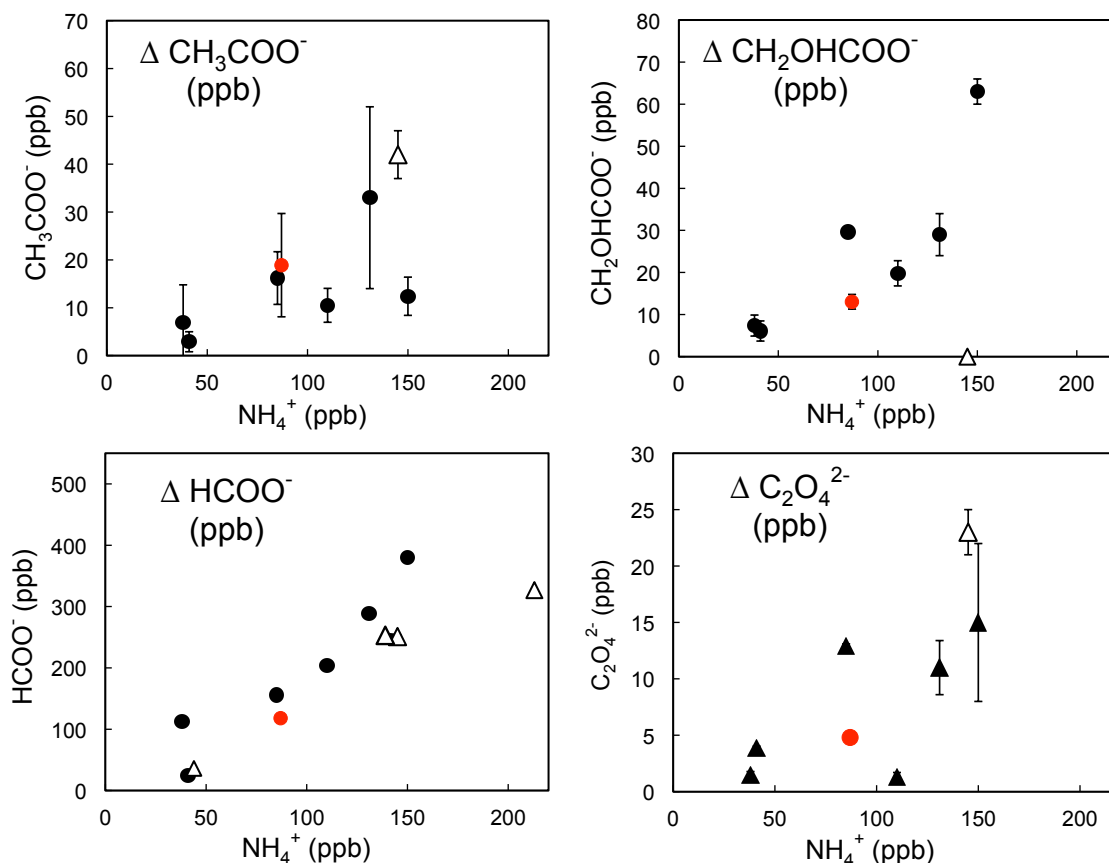 Δ CH₃COO⁻
(ppb)
CH₃COO⁻ (ppb)
70
60
50
40
30
20
10
0
0 50 100 150 200
NH₄⁺ (ppb)
Δ CH₂OHCOO⁻
(ppb)
CH₂OHCOO⁻ (ppb)
80
70
60
50
40
30
20
10
0
0 50 100 150 200
NH₄⁺ (ppb)
Δ HCOO⁻
(ppb)
HCOO⁻ (ppb)
500
400
300
200
100
0
0 50 100 150 200
NH₄⁺ (ppb)
Δ C₂O₄²⁻
(ppb)
C₂O₄²⁻ (ppb)
30
25
20
15
10
5
0
0 50 100 150 200
NH₄⁺ (ppb)